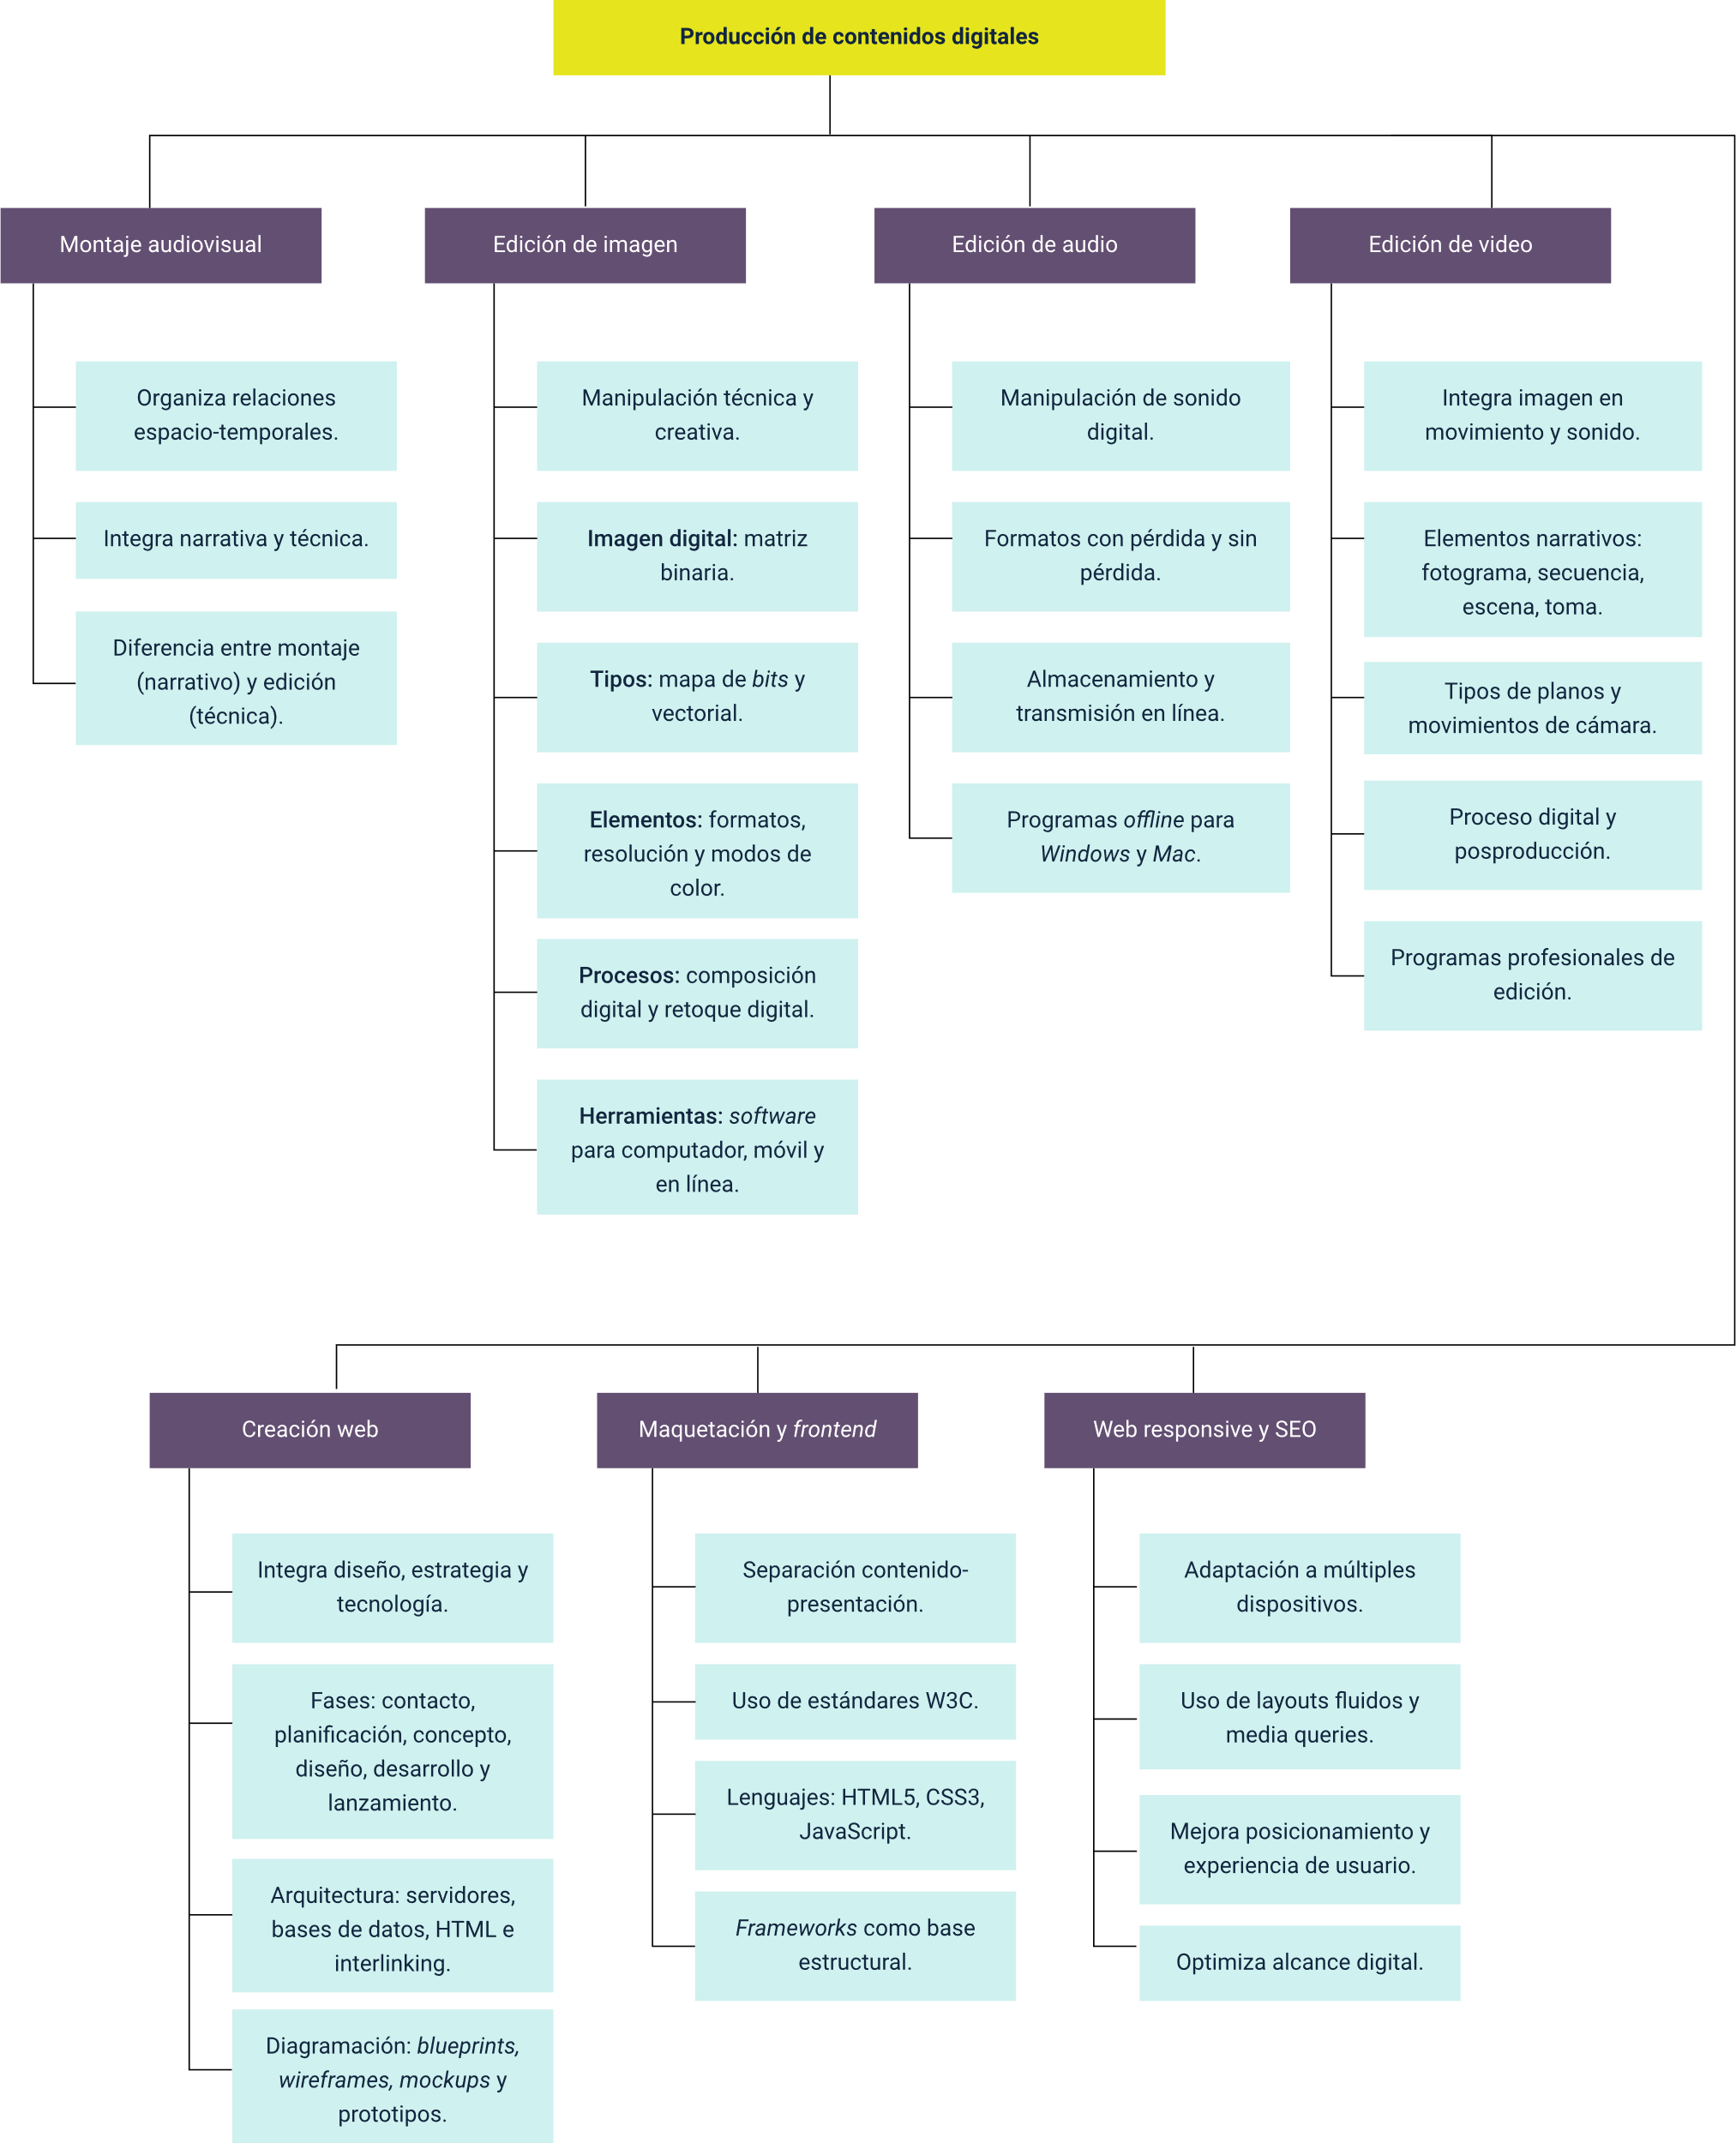 Producción de contenidos digitales
Montaje audiovisual
Organiza relaciones
espacio-temporales.
Integra narrativa y técnica.
Diferencia entre montaje
(narrativo) y edición
(técnica).
Edición de imagen
Manipulación técnica y
creativa.
Imagen digital: matriz
binaria.
Tipos: mapa de bits y
vectorial.
Elementos: formatos,
resolución y modos de
color.
Procesos: composición
digital y retoque digital.
Herramientas: software
para computador, móvil y
en línea.
Edición de audio
Manipulación de sonido
digital.
Formatos con pérdida y sin
pérdida.
Almacenamiento y
transmisión en línea.
Programas offline para
Windows y Mac.
Edición de video
Integra imagen en
movimiento y sonido.
Elementos narrativos:
fotograma, secuencia,
escena, toma.
Tipos de planos y
movimientos de cámara.
Proceso digital y
posproducción.
Programas profesionales de
edición.
Creación web
Integra diseño, estrategia y
tecnología.
Fases: contacto,
planificación, concepto,
diseño, desarrollo y
lanzamiento.
Arquitectura: servidores,
bases de datos, HTML e
interlinking.
Diagramación: blueprints,
wireframes, mockups y
prototipos.
Maquetación y frontend
Separación contenido-
presentación.
Uso de estándares W3C.
Lenguajes: HTML5, CSS3,
JavaScript.
Frameworks como base
estructural.
Web responsive y SEO
Adaptación a múltiples
dispositivos.
Uso de layouts fluidos y
media queries.
Mejora posicionamiento y
experiencia de usuario.
Optimiza alcance digital.